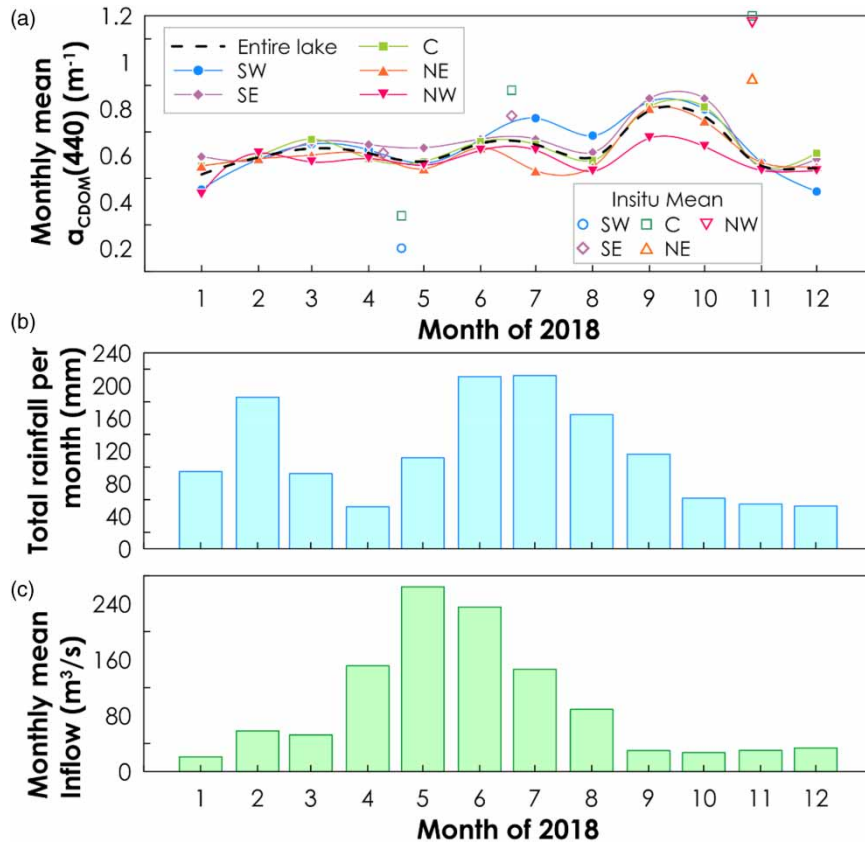 (a)
Monthly mean
aCDOM(440) (m-1)
1.2
1
0.8
0.6
0.4
0.2
Entire lake
C
SW
NE
SE
NW
Insitu Mean
SW
C
NW
SE
NE
1 2 3 4 5 6 7 8 9 10 11 12
Month of 2018
(b)
Total rainfall per
month (mm)
240
200
160
120
80
40
0
(c)
Monthly mean
Inflow (m3/s)
240
160
80
0
1 2 3 4 5 6 7 8 9 10 11 12
Month of 2018